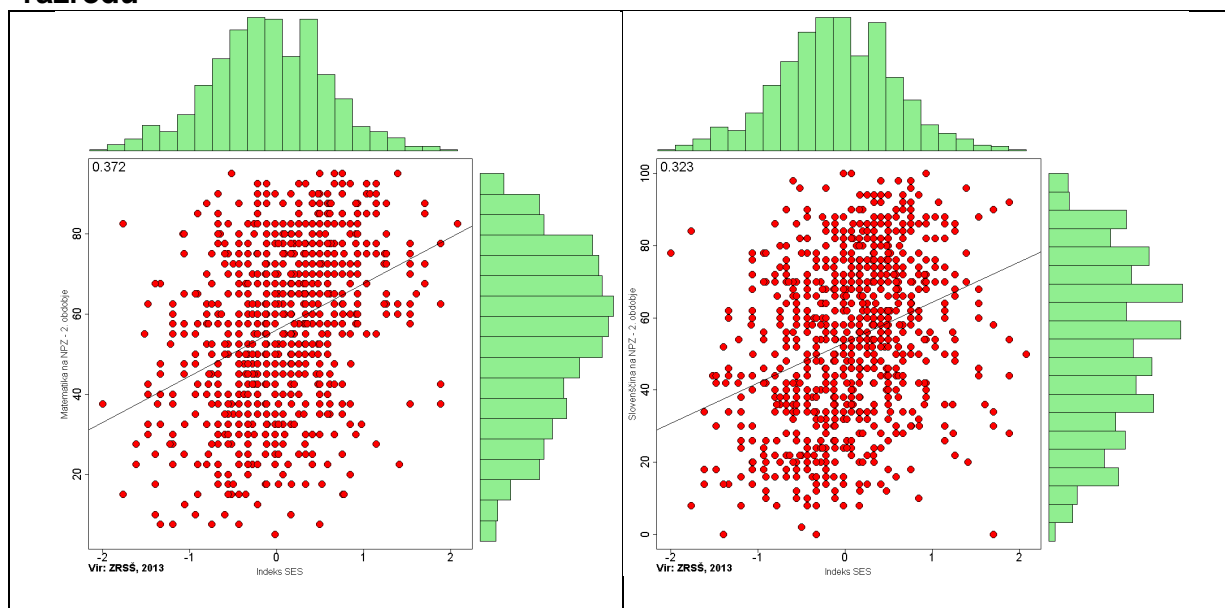 razredu
0.372
Matematika na NPZ - 2. obdobje
80
60
40
20
-2 -1 0 1 2
Indeks SES
Vir: ZRSŠ, 2013
0.323
Slovenščina na NPZ - 2. obdobje
100
80
60
40
20
0
-2 -1 0 1 2
Indeks SES
Vir: ZRSŠ, 2013